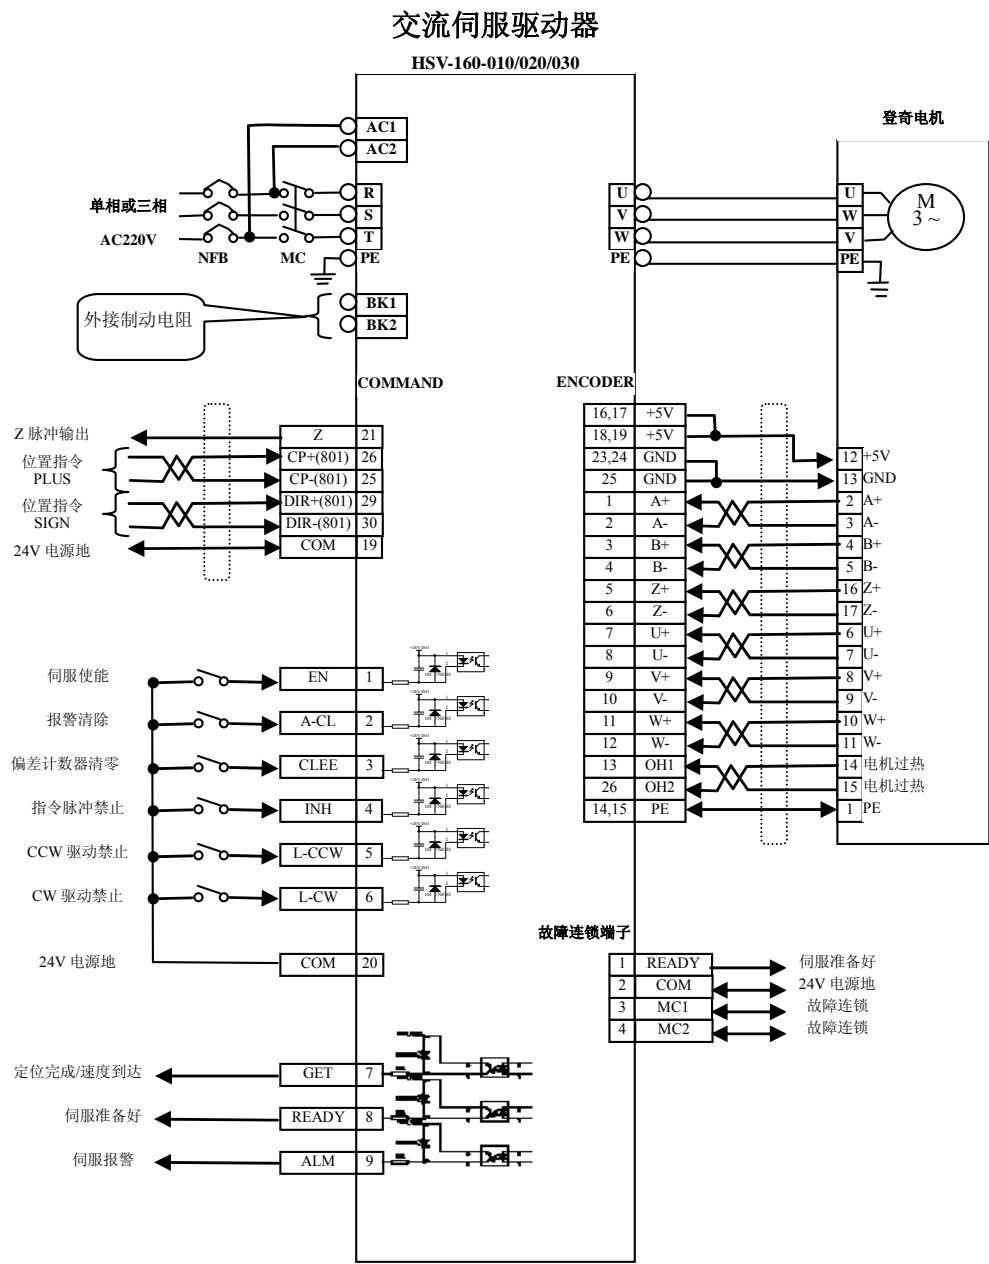 交流伺服驱动器
HSV-160-010/020/030
登奇电机
AC1
AC2
单相或三相
AC220V
NFB
MC
R
S
T
PE
U
V
W
PE
U
W
V
PE
M
3 ~
外接制动电阻
BK1
BK2
COMMAND
ENCODER
Z 脉冲输出
Z 21
位置指令
PLUS
CP+(801) 26
CP-(801) 25
位置指令
SIGN
DIR+(801) 29
DIR-(801) 30
24V 电源地
COM 19
16,17 +5V
18,19 +5V
23,24 GND
25 GND
1 A+
2 A-
3 B+
4 B-
5 Z+
6 Z-
7 U+
8 U-
9 V+
10 V-
11 W+
12 W-
13 OH1
26 OH2
14,15 PE
12 +5V
13 GND
2 A+
3 A-
4 B+
5 B-
16 Z+
17 Z-
6 U+
7 U-
8 V+
9 V-
10 W+
11 W-
14 电机过热
15 电机过热
1 PE
伺服使能
EN 1
报警清除
A-CL 2
偏差计数器清零
CLEE 3
指令脉冲禁止
INH 4
CCW 驱动禁止
L-CCW 5
CW 驱动禁止
L-CW 6
24V 电源地
COM 20
故障连锁端子
1 READY 伺服准备好
2 COM 24V 电源地
3 MC1 故障连锁
4 MC2 故障连锁
定位完成/速度到达
GET 7
伺服准备好
READY 8
伺服报警
ALM 9